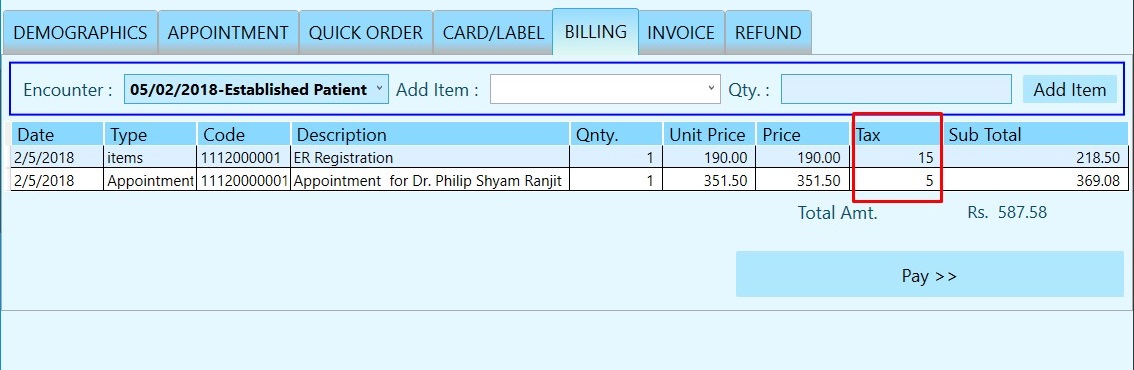 DEMOGRAPHICS APPOINTMENT QUICK ORDER CARD/LABEL BILLING INVOICE REFUND
Encounter : 05/02/2018-Established Patient Add Item : Qty. : Add Item
Date Type Code Description Qnty. Unit Price Price Tax Sub Total
2/5/2018 items 1112000001 ER Registration 1 190.00 190.00 15 218.50
2/5/2018 Appointment 11120000001 Appointment for Dr. Philip Shyam Ranjit 1 351.50 351.50 5 369.08
Total Amt. Rs. 587.58
Pay >>